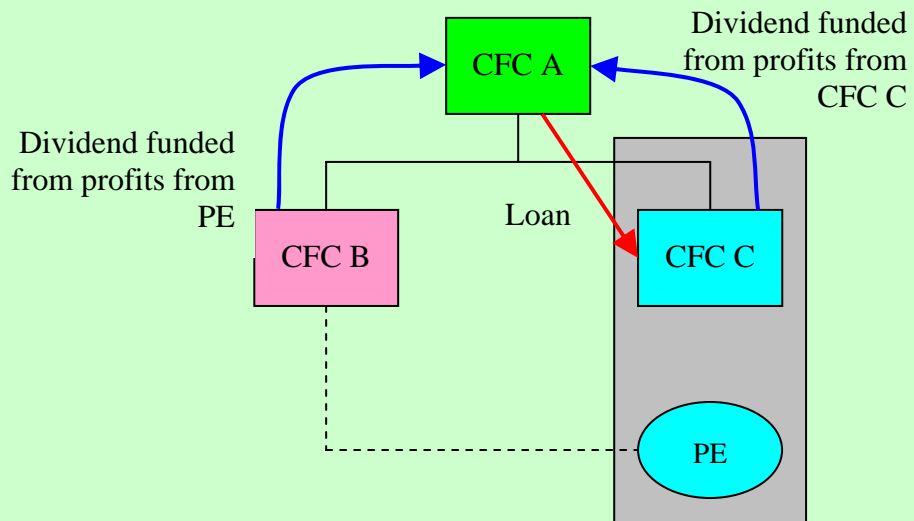 CFC A
Dividend funded
from profits from
CFC C
Dividend funded
from profits from
PE
Loan
CFC B
CFC C
PE